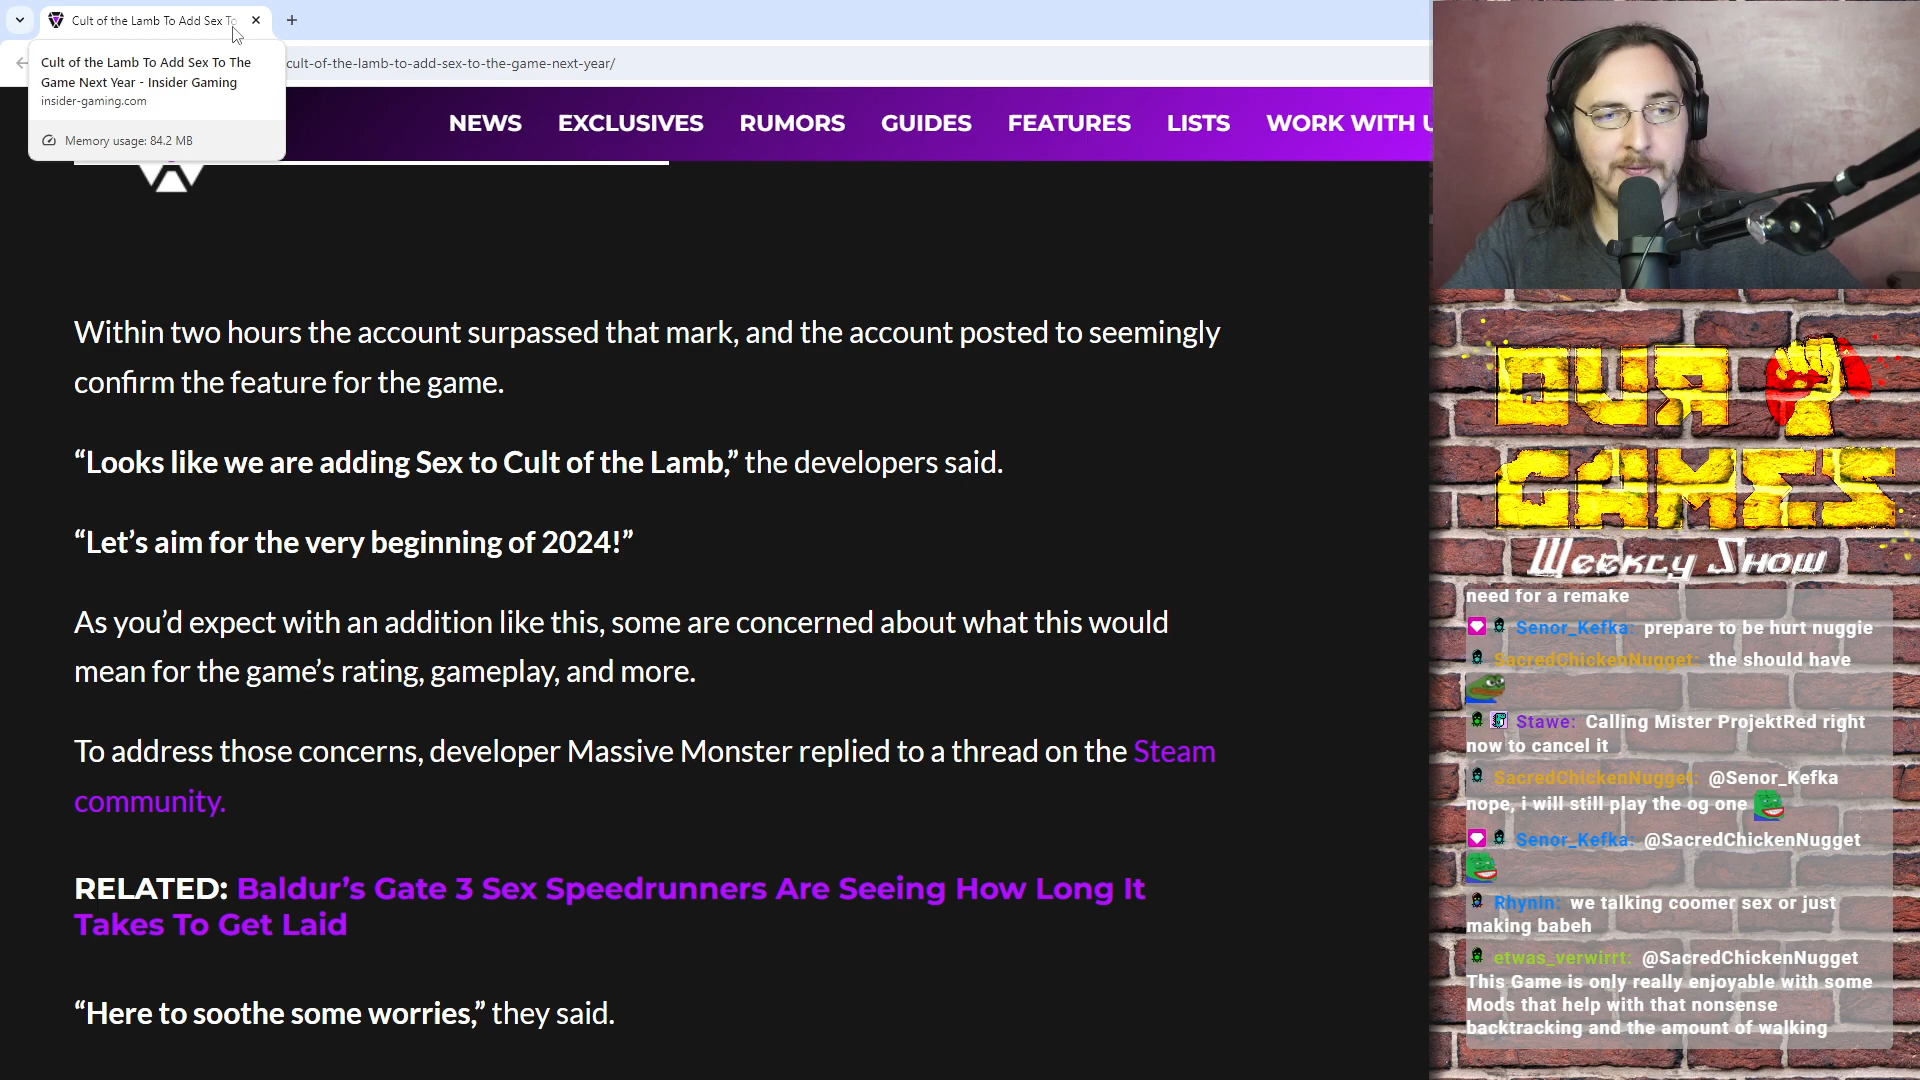 Cult of the Lamb To Add Sex To
cult-of-the-lamb-to-add-sex-to-the-game-next-year/
Cult of the Lamb To Add Sex To The
Game Next Year - Insider Gaming
insider-gaming.com
Memory usage: 84.2 MB
NEWS EXCLUSIVES RUMORS GUIDES FEATURES LISTS WORK WITH U
Within two hours the account surpassed that mark, and the account posted to seemingly
confirm the feature for the game.
“Looks like we are adding Sex to Cult of the Lamb,” the developers said.
“Let’s aim for the very beginning of 2024!”
As you’d expect with an addition like this, some are concerned about what this would
mean for the game’s rating, gameplay, and more.
To address those concerns, developer Massive Monster replied to a thread on the Steam
community.
RELATED: Baldur’s Gate 3 Sex Speedrunners Are Seeing How Long It
Takes To Get Laid
“Here to soothe some worries,” they said.
OUR
GAMES
Weekly Show
need for a remake
Senor_Kefka: prepare to be hurt nuggie
SacredChickenNugget: the should have
Stawe: Calling Mister ProjektRed right
now to cancel it
SacredChickenNugget: @Senor_Kefka
nope, i will still play the og one
Senor_Kefka: @SacredChickenNugget
Rhynin: we talking coomer sex or just
making babeh
etwas_verwirrt: @SacredChickenNugget
This Game is only really enjoyable with some
Mods that help with that nonsense
backtracking and the amount of walking